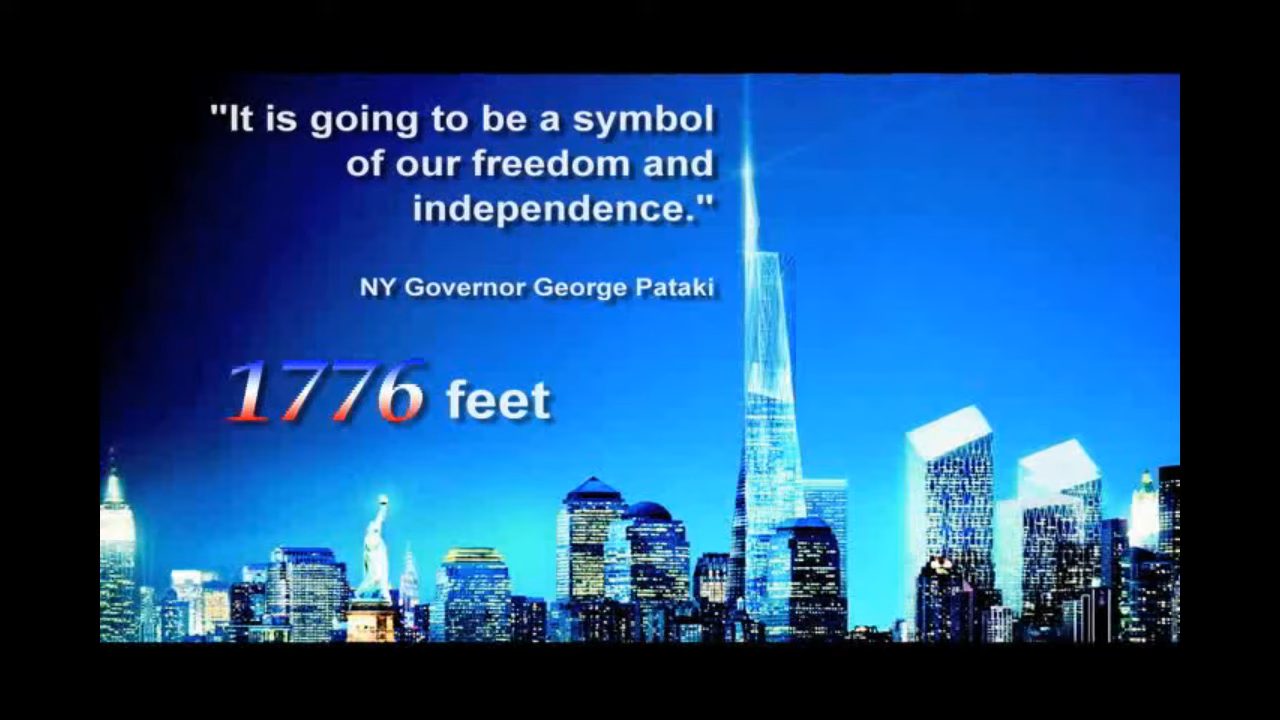 "It is going to be a symbol
of our freedom and
independence."
NY Governor George Pataki
1776 feet